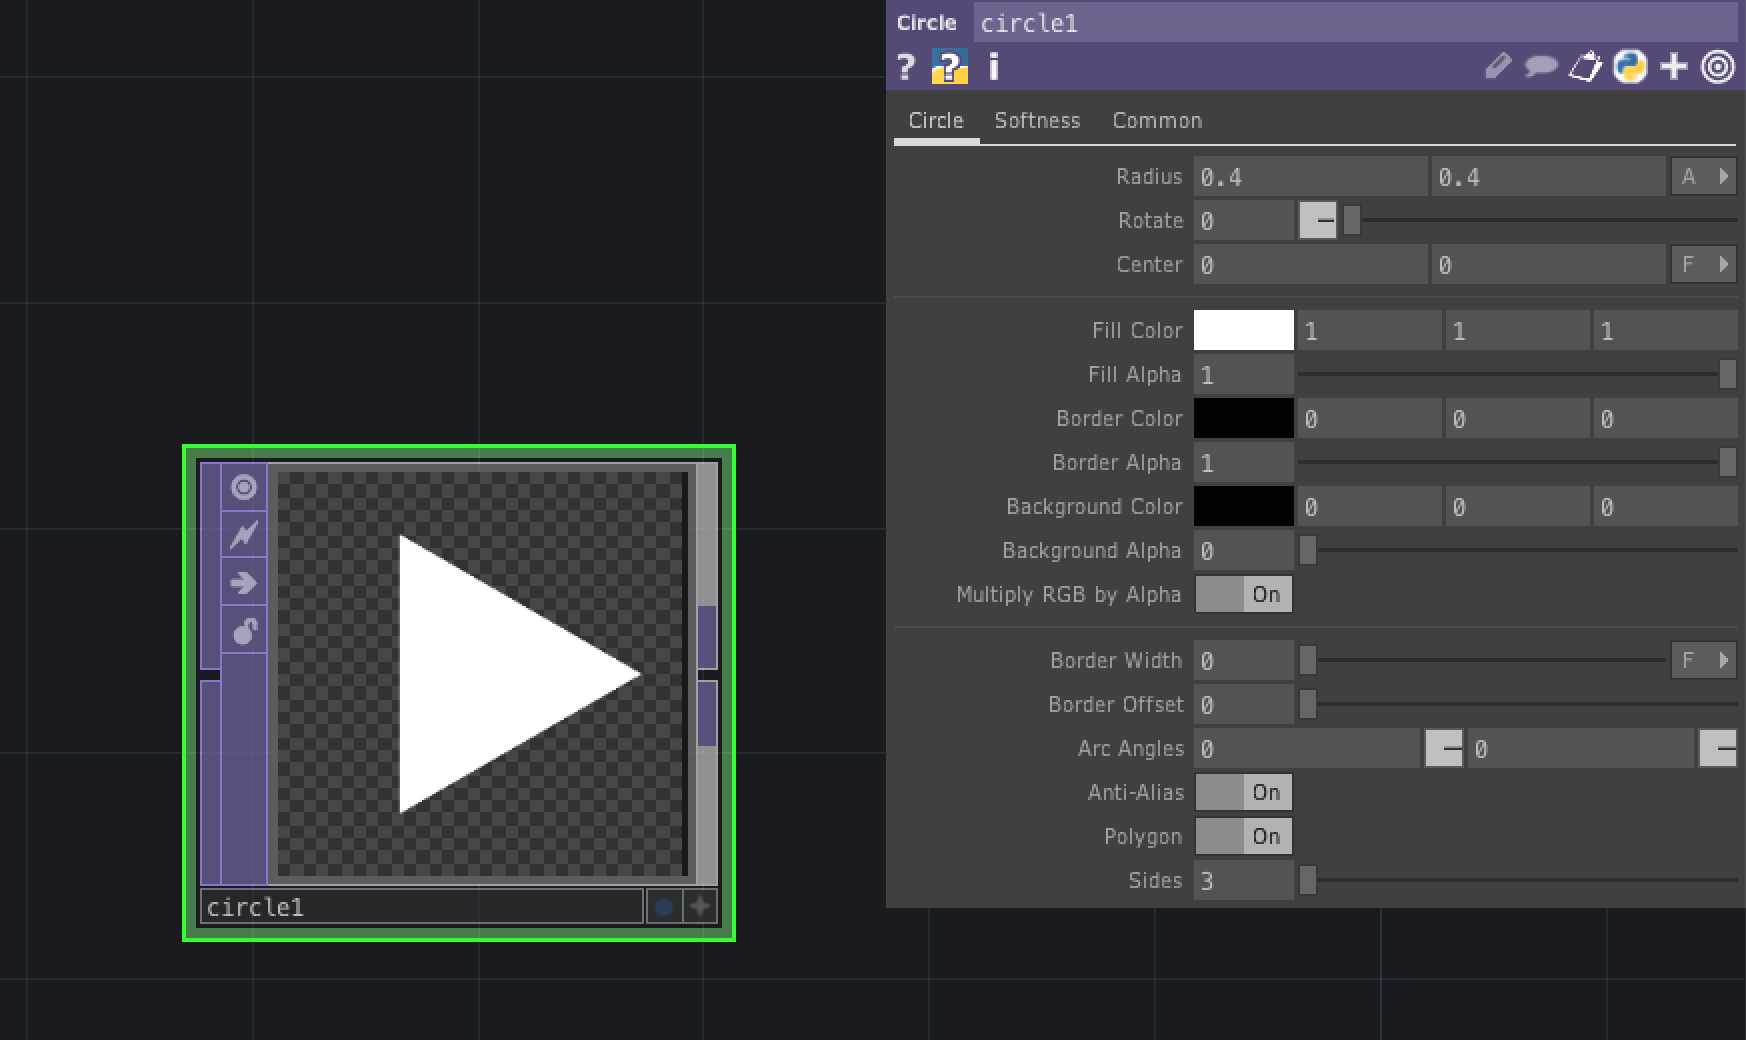 Circle circle1
? ? i
Circle Softness Common
Radius 0.4 0.4 A
Rotate 0
Center 0 0 F
Fill Color 1 1 1
Fill Alpha 1
Border Color 0 0 0
Border Alpha 1
Background Color 0 0 0
Background Alpha 0
Multiply RGB by Alpha On
Border Width 0 F
Border Offset 0
Arc Angles 0 0
Anti-Alias On
Polygon On
Sides 3
circle1